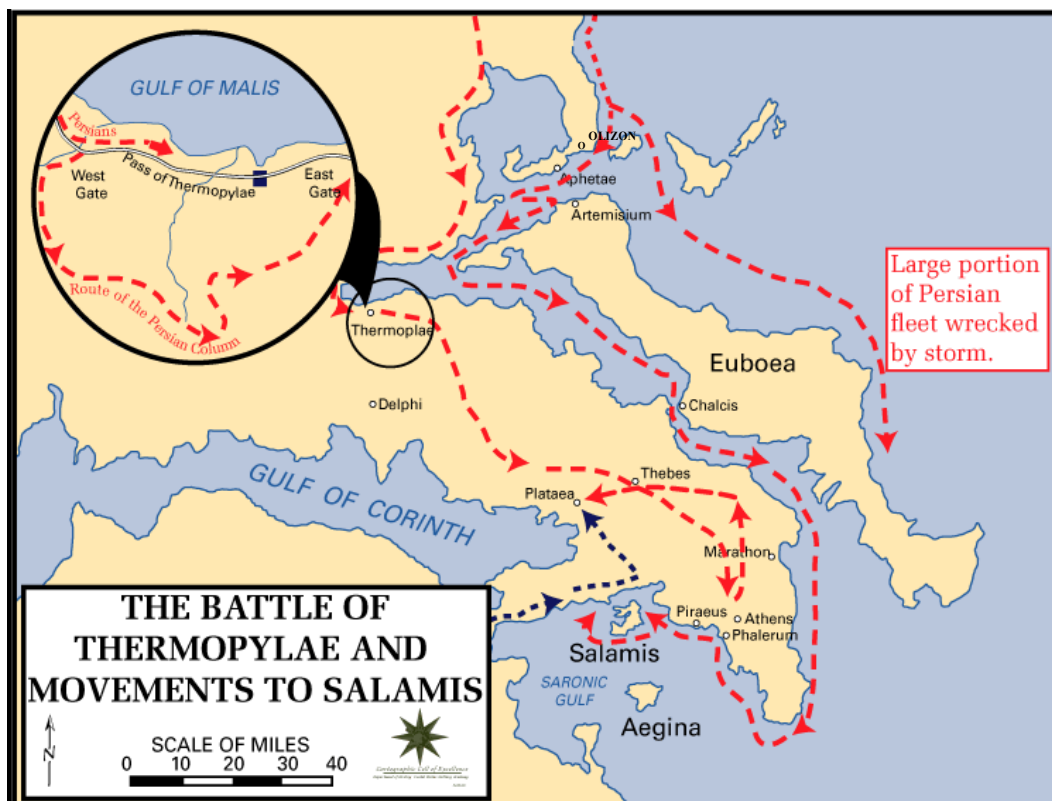 GULF OF MALIS
Persians
West
Gate
Pass of Thermopylae
East
Gate
Route of the Persian Column
OLIZON
Aphetae
Artemisium
Thermoplae
Delphi
Euboea
Chalcis
Large portion
of Persian
fleet wrecked
by storm.
GULF OF CORINTH
Thebes
Plataea
Marathon
Piraeus
Athens
Phalerum
Salamis
SARONIC
GULF
Aegina
THE BATTLE OF
THERMOPYLAE AND
MOVEMENTS TO SALAMIS
N
SCALE OF MILES
0 10 20 30 40
Cartographic Cell of Excellence